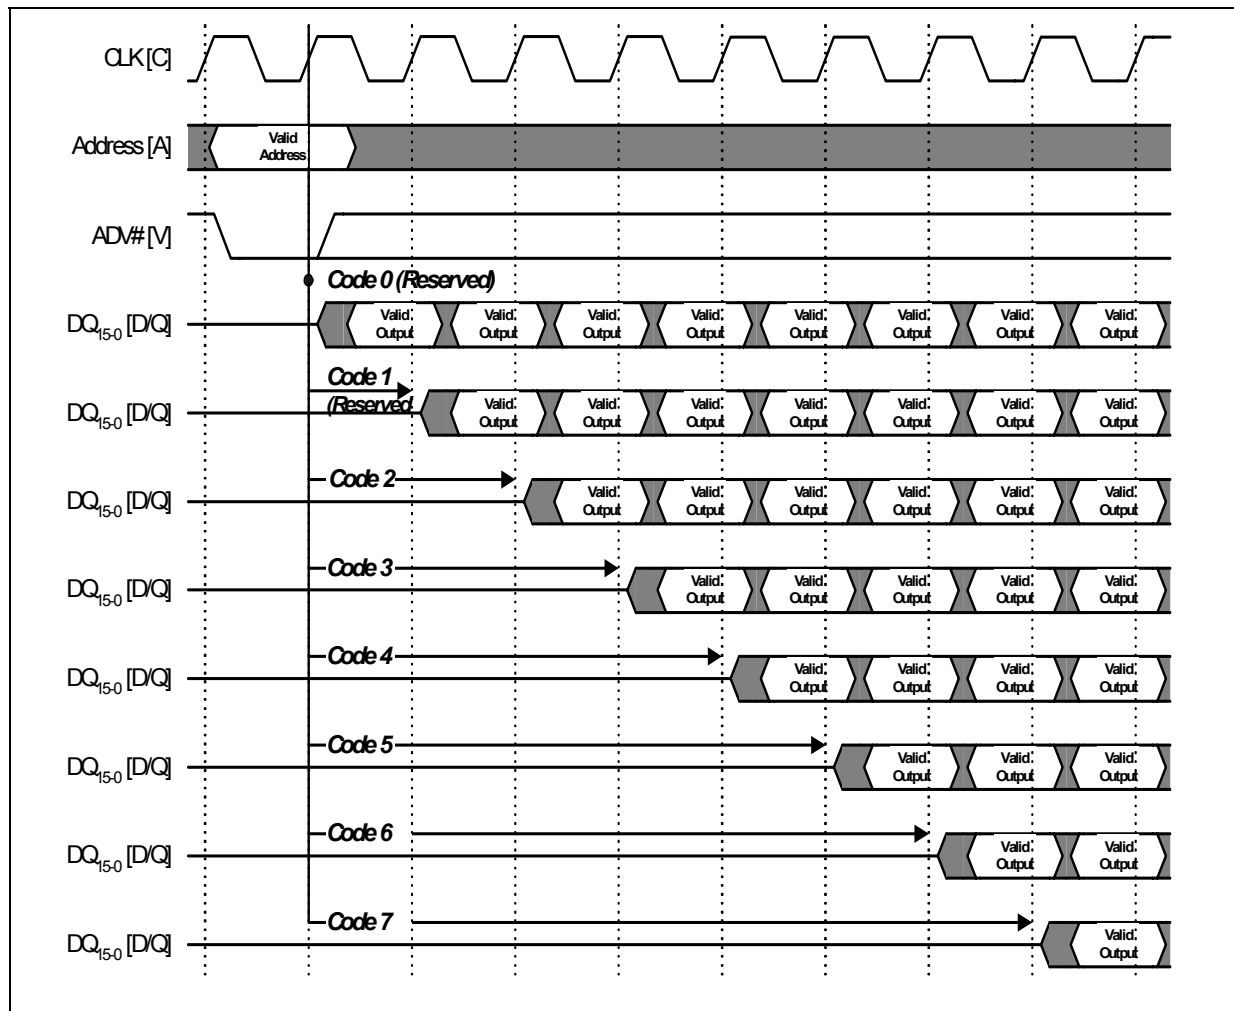 CLK [C]
Valid
Address
Address [A]
ADV# [V]
Code 0 (Reserved)
DQ15-0 [D/Q]
Valid Valid Valid Valid Valid Valid Valid Valid
Output Output Output Output Output Output Output Output
Code 1
(Reserved
DQ15-0 [D/Q]
Valid Valid Valid Valid Valid Valid Valid
Output Output Output Output Output Output Output
Code 2
DQ15-0 [D/Q]
Valid Valid Valid Valid Valid Valid
Output Output Output Output Output Output
Code 3
DQ15-0 [D/Q]
Valid Valid Valid Valid Valid
Output Output Output Output Output
Code 4
DQ15-0 [D/Q]
Valid Valid Valid Valid
Output Output Output Output
Code 5
DQ15-0 [D/Q]
Valid Valid Valid
Output Output Output
Code 6
DQ15-0 [D/Q]
Valid Valid
Output Output
Code 7
DQ15-0 [D/Q]
Valid
Output